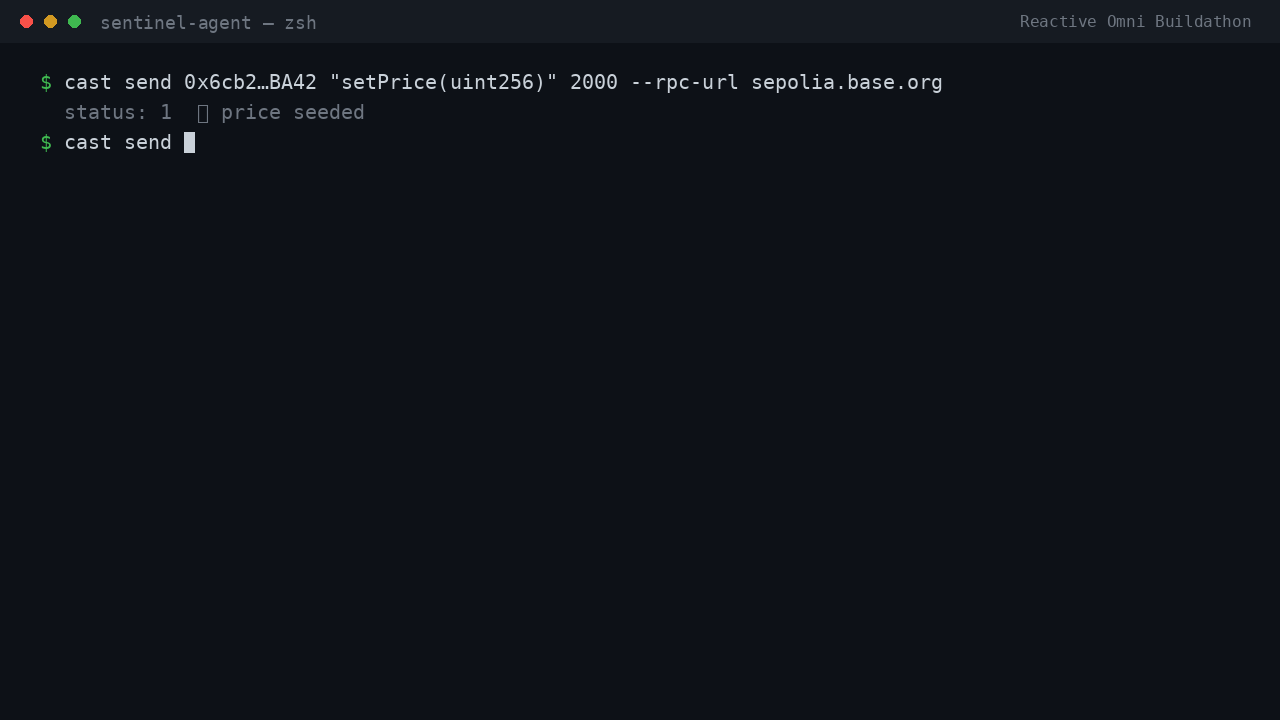 sentinel-agent — zsh
Reactive Omni Buildathon
$ cast send 0x6cb2…BA42 "setPrice(uint256)" 2000 --rpc-url sepolia.base.org
status: 1 ▯ price seeded
$ cast send